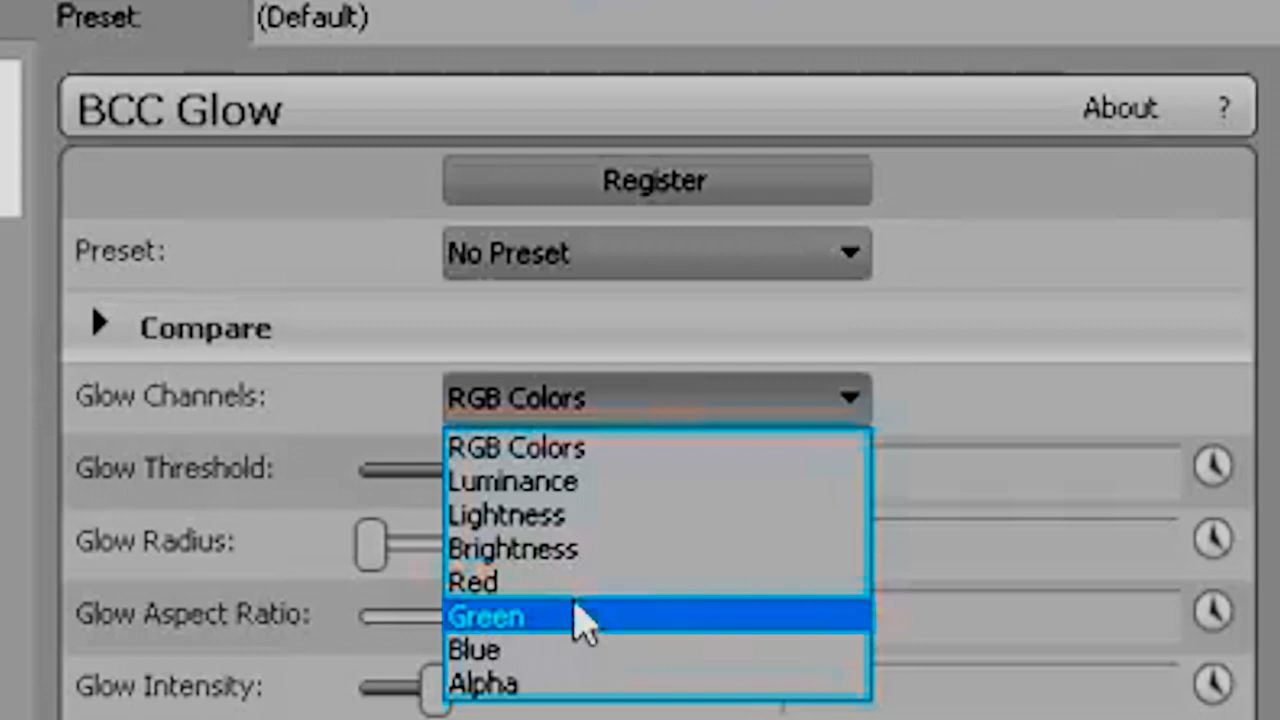 Preset: (Default)
BCC Glow About ?
Register
Preset: No Preset
Compare
Glow Channels: RGB Colors
RGB Colors
Glow Threshold:
Luminance
Lightness
Glow Radius:
Brightness
Red
Glow Aspect Ratio:
Green
Blue
Glow Intensity:
Alpha